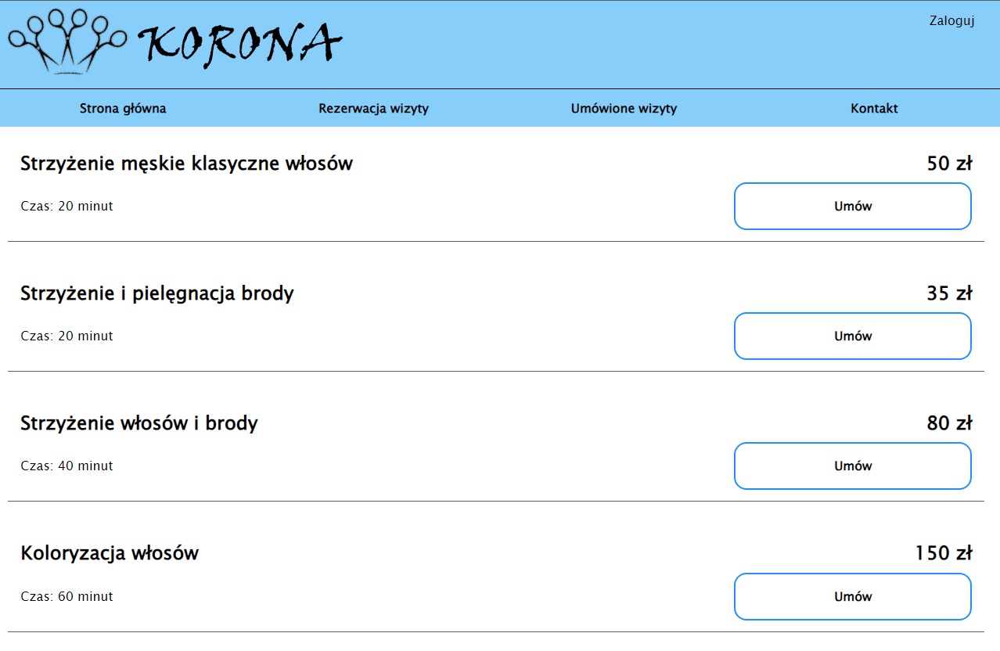 KORONA
Zaloguj
Strona główna Rezerwacja wizyty Umówione wizyty Kontakt
Strzyżenie męskie klasyczne włosów 50 zł
Czas: 20 minut Umów
Strzyżenie i pielęgnacja brody 35 zł
Czas: 20 minut Umów
Strzyżenie włosów i brody 80 zł
Czas: 40 minut Umów
Koloryzacja włosów 150 zł
Czas: 60 minut Umów